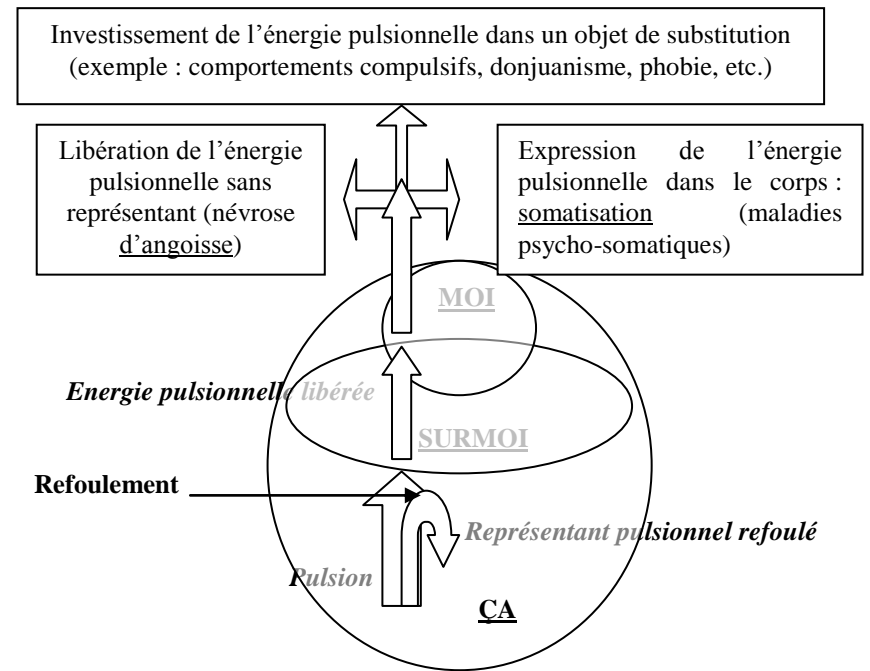 Investissement de l'énergie pulsionnelle dans un objet de substitution
(exemple : comportements compulsifs, donjuanisme, phobie, etc.)
Libération de l'énergie
pulsionnelle sans
représentant (névrose
d'angoisse)
Expression de l'énergie
pulsionnelle dans le corps :
somatisation (maladies
psycho-somatiques)
MOI
Energie pulsionnelle libérée
SURMOI
Refoulement
Représentant pulsionnel refoulé
Pulsion
ÇA